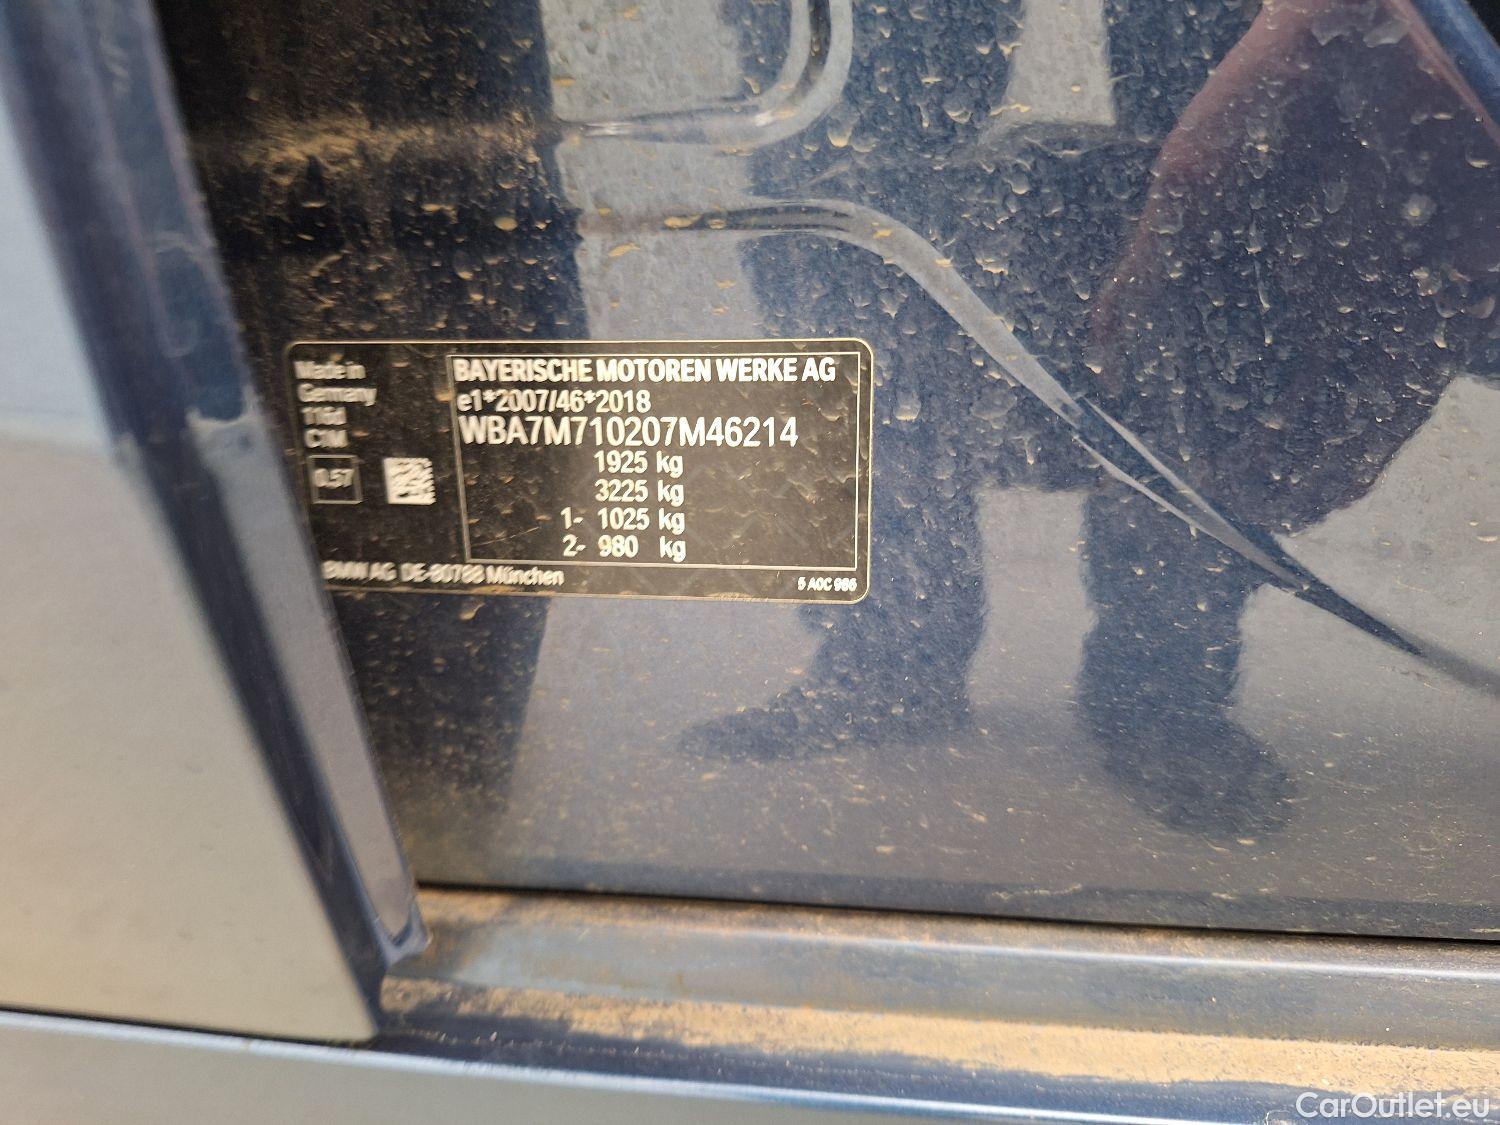 Made in
Germany
116d
C1M
0.57
BAYERISCHE MOTOREN WERKE AG
e1*2007/46*2018
WBA7M710207M46214
1925 kg
3225 kg
1- 1025 kg
2- 980 kg
BMW AG DE-80788 München
5 A0C 986
CarOutlet.eu